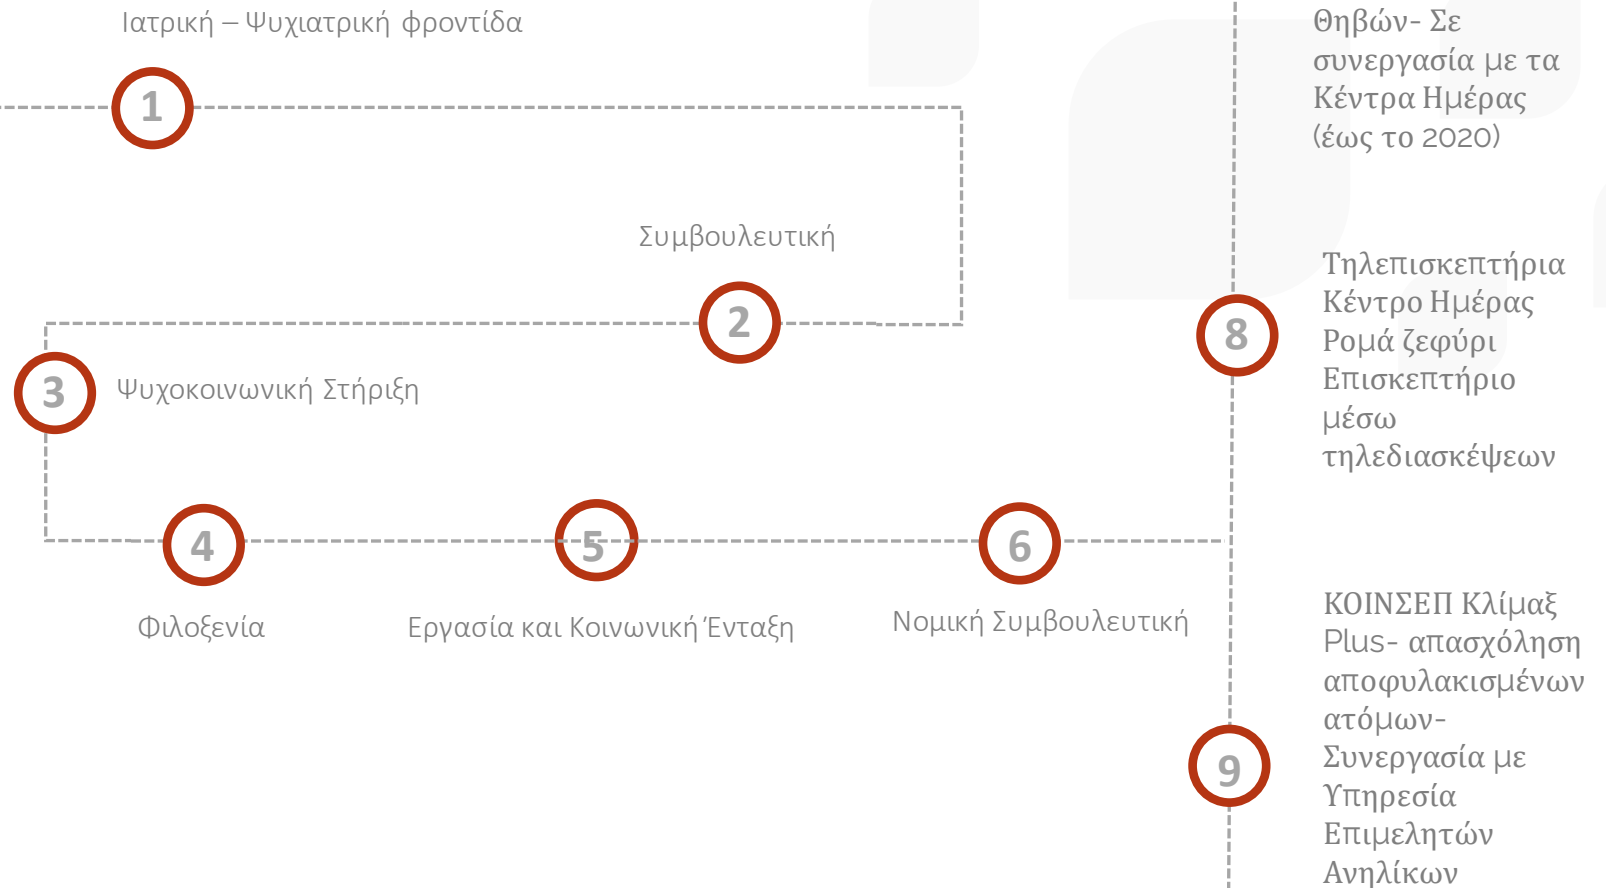 Ιατρική – Ψυχιατρική φροντίδα
1
Συμβουλευτική
2
3
Ψυχοκοινωνική Στήριξη
4
5
6
Φιλοξενία
Εργασία και Κοινωνική Ένταξη
Νομική Συμβουλευτική
Θηβών- Σε
συνεργασία με τα
Κέντρα Ημέρας
(έως το 2020)
8
Τηλεπισκεπτήρια
Κέντρο Ημέρας
Ρομά ζεφύρι
Επισκεπτήριο
μέσω
τηλεδιασκέψεων
9
ΚΟΙΝΣΕΠ Κλίμαξ
Plus- απασχόληση
αποφυλακισμένων
ατόμων-
Συνεργασία με
Υπηρεσία
Επιμελητών
Ανηλίκων